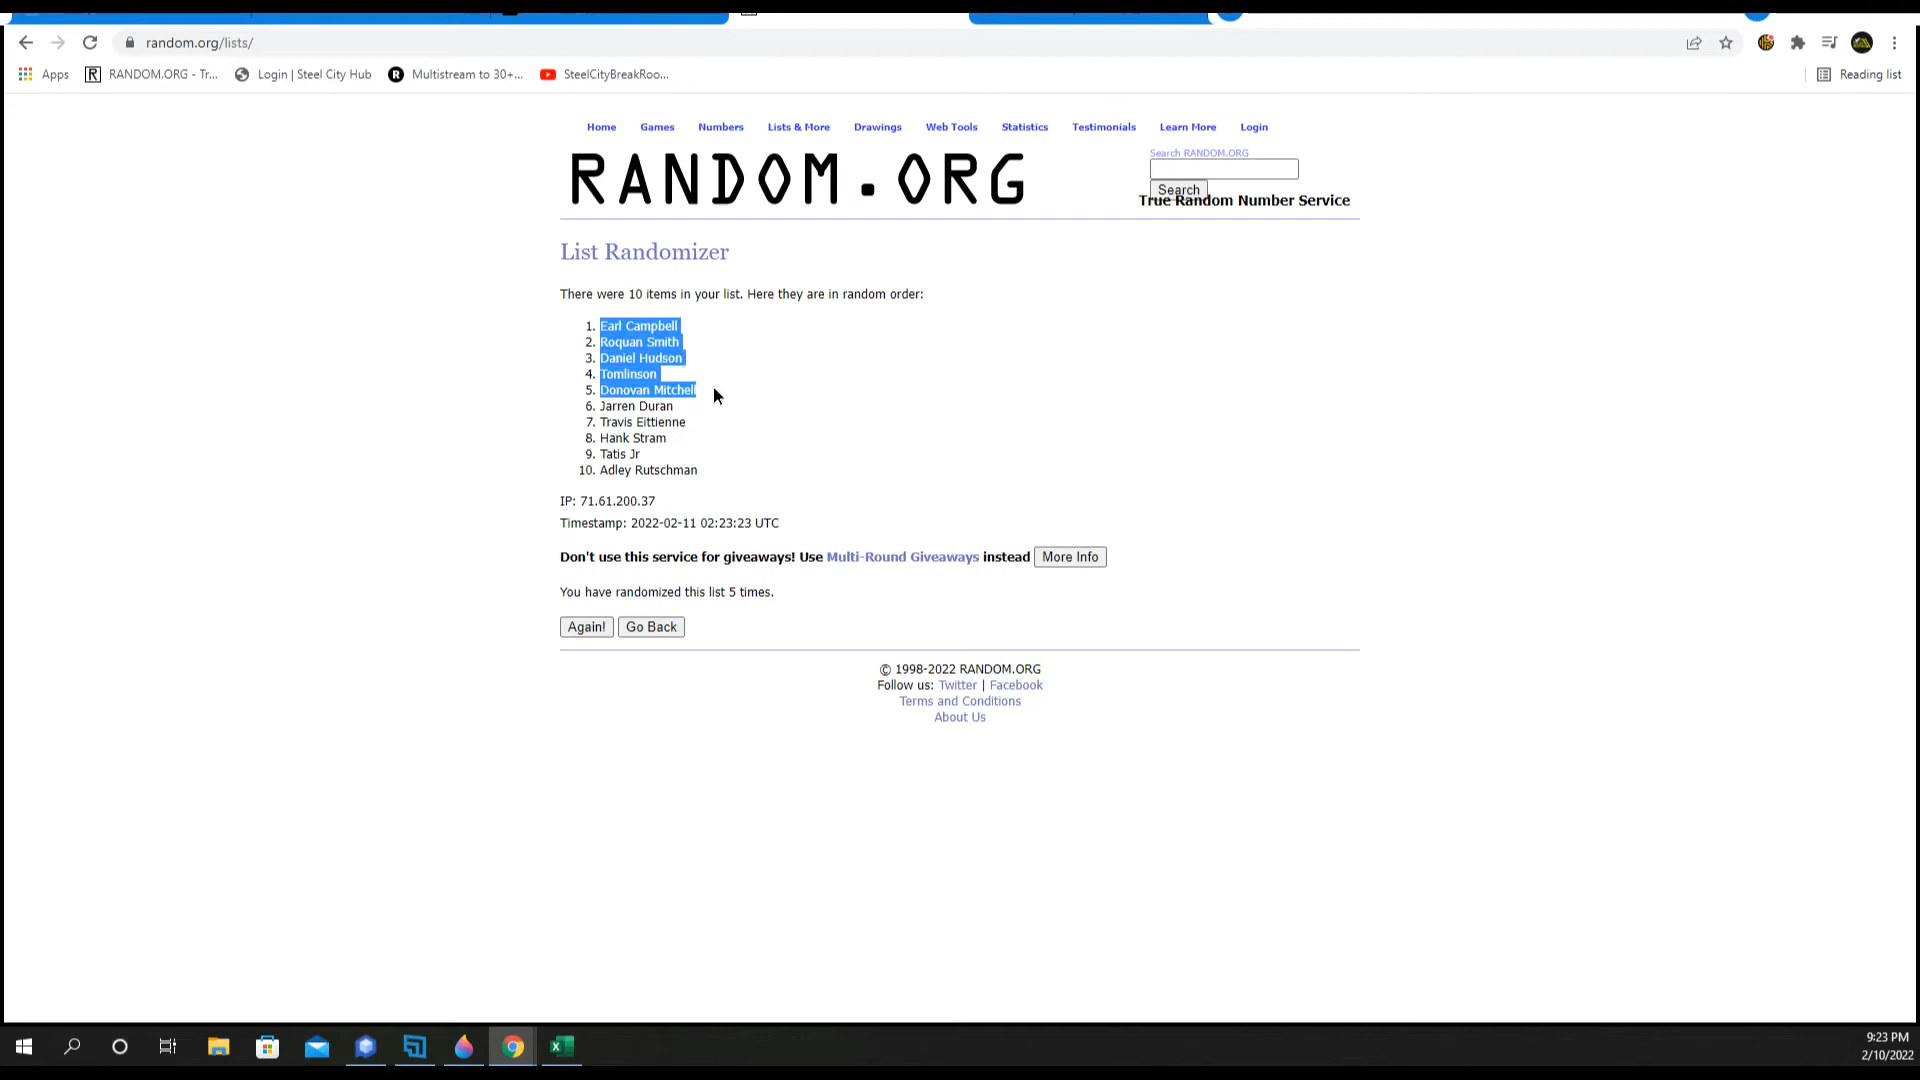 random.org/lists/
Apps RANDOM.ORG - Tr... Login | Steel City Hub Multistream to 30+... SteelCityBreakRoo... Reading list
Home Games Numbers Lists & More Drawings Web Tools Statistics Testimonials Learn More Login
RANDOM.ORG
Search RANDOM.ORG
Search
True Random Number Service
List Randomizer
There were 10 items in your list. Here they are in random order:
1. Earl Campbell
2. Roquan Smith
3. Daniel Hudson
4. Tomlinson
5. Donovan Mitchell
6. Jarren Duran
7. Travis Eittienne
8. Hank Stram
9. Tatis Jr
10. Adley Rutschman
IP: 71.61.200.37
Timestamp: 2022-02-11 02:23:23 UTC
Don't use this service for giveaways! Use Multi-Round Giveaways instead More Info
You have randomized this list 5 times.
Again! Go Back
© 1998-2022 RANDOM.ORG
Follow us: Twitter | Facebook
Terms and Conditions
About Us
9:23 PM
2/10/2022